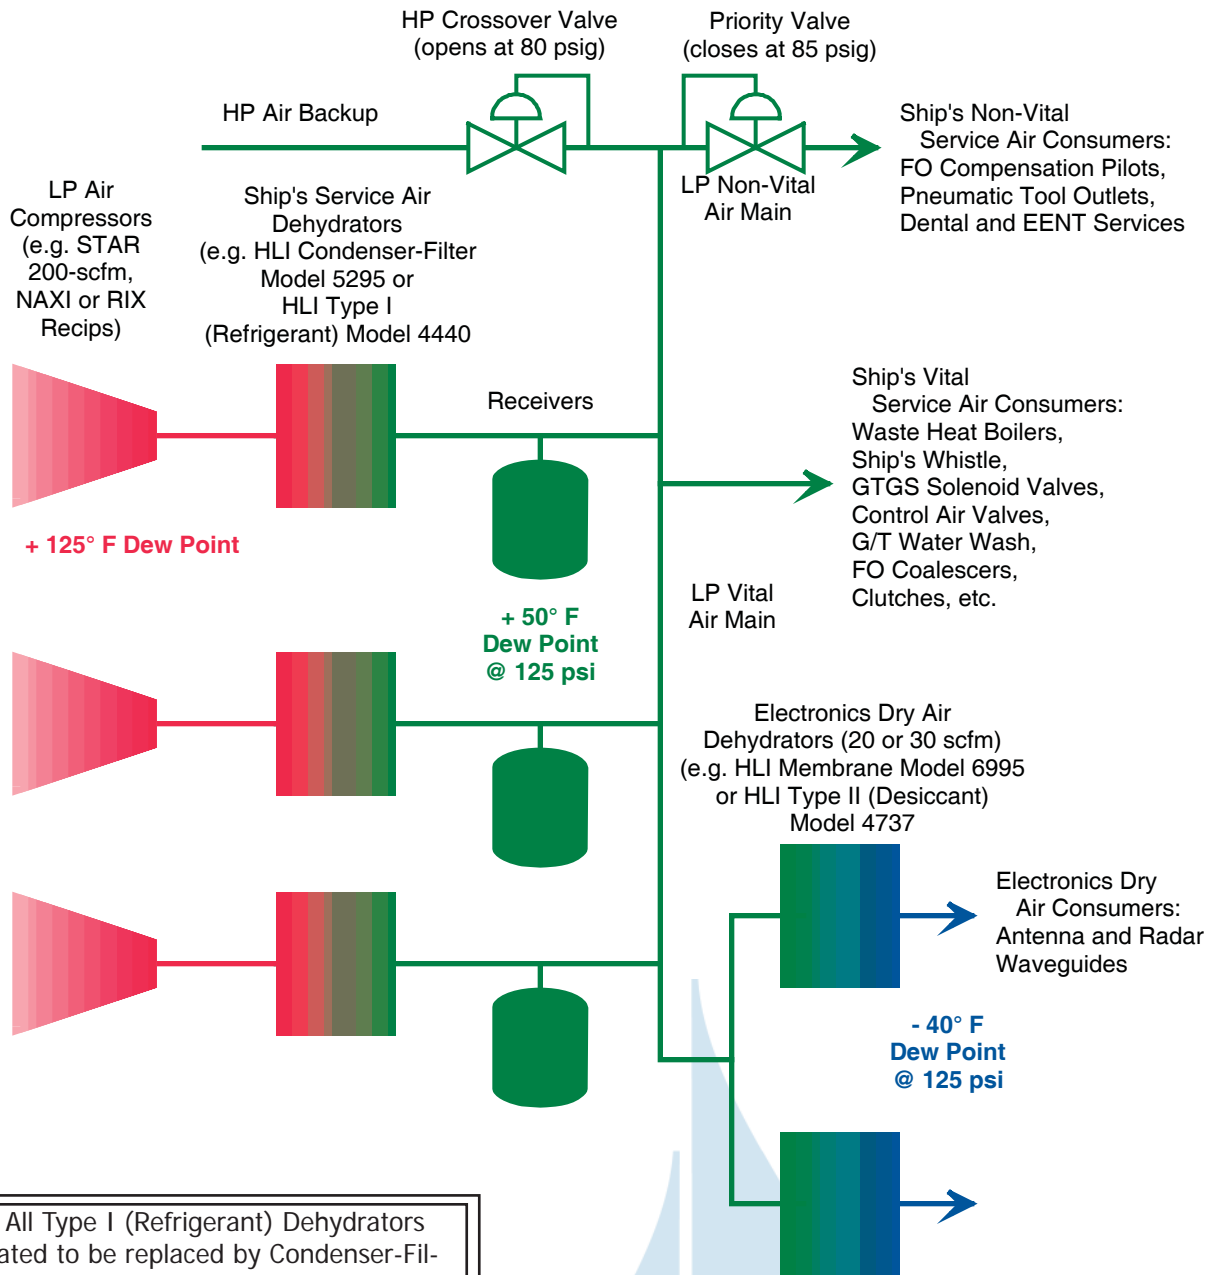 HP Crossover Valve
(opens at 80 psig)
Priority Valve
(closes at 85 psig)
HP Air Backup
Ship's Non-Vital
Service Air Consumers:
FO Compensation Pilots,
Pneumatic Tool Outlets,
Dental and EENT Services
LP Non-Vital
Air Main
LP Air
Compressors
(e.g. STAR
200-scfm,
NAXI or RIX
Recips)
Ship's Service Air
Dehydrators
(e.g. HLI Condenser-Filter
Model 5295 or
HLI Type I
(Refrigerant) Model 4440
Receivers
Ship's Vital
Service Air Consumers:
Waste Heat Boilers,
Ship's Whistle,
GTGS Solenoid Valves,
Control Air Valves,
G/T Water Wash,
FO Coalescers,
Clutches, etc.
+ 125° F Dew Point
+ 50° F
Dew Point
@ 125 psi
LP Vital
Air Main
Electronics Dry Air
Dehydrators (20 or 30 scfm)
(e.g. HLI Membrane Model 6995
or HLI Type II (Desiccant)
Model 4737
Electronics Dry
Air Consumers:
Antenna and Radar
Waveguides
- 40° F
Dew Point
@ 125 psi
All Type I (Refrigerant) Dehydrators
ated to be replaced by Condenser-Fil-